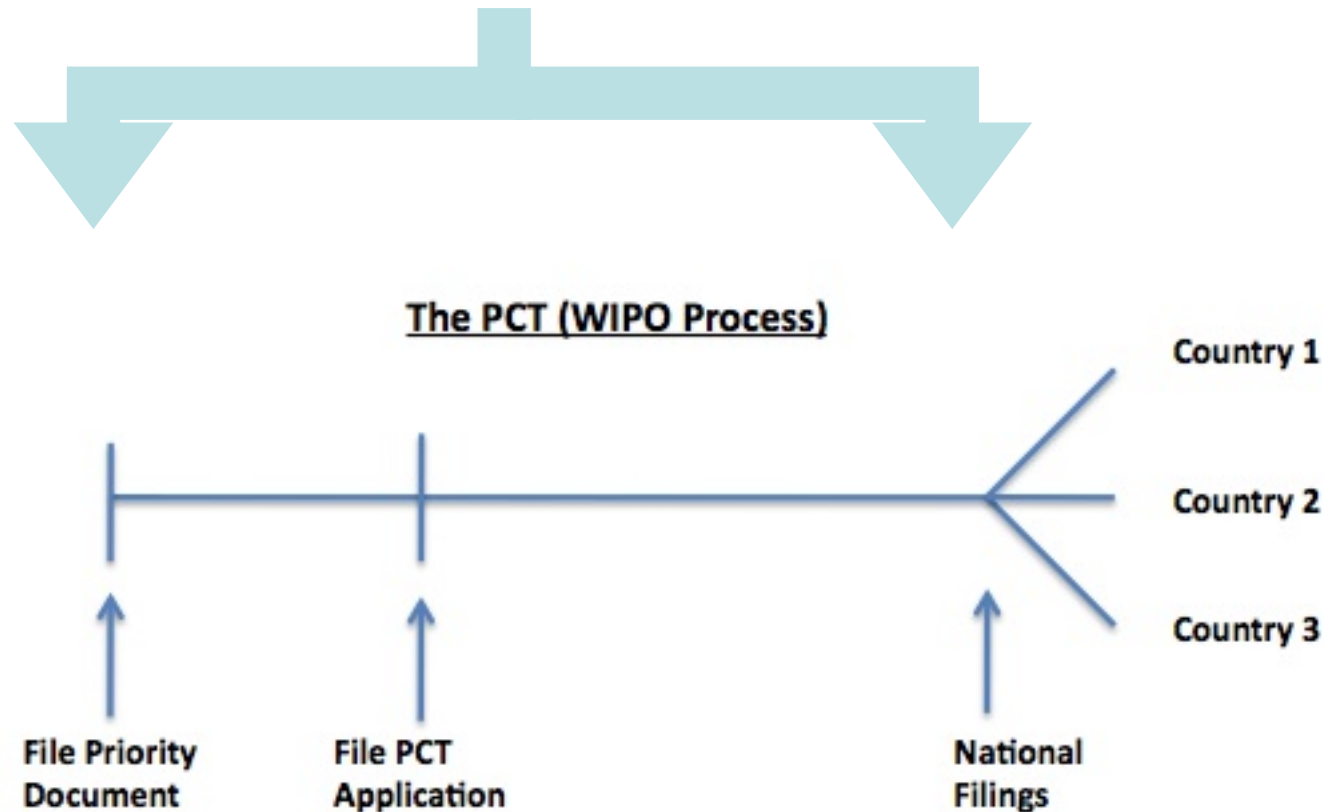 The PCT (WIPO Process)
Country 1
Country 2
Country 3
File Priority
Document
File PCT
Application
National
Filings